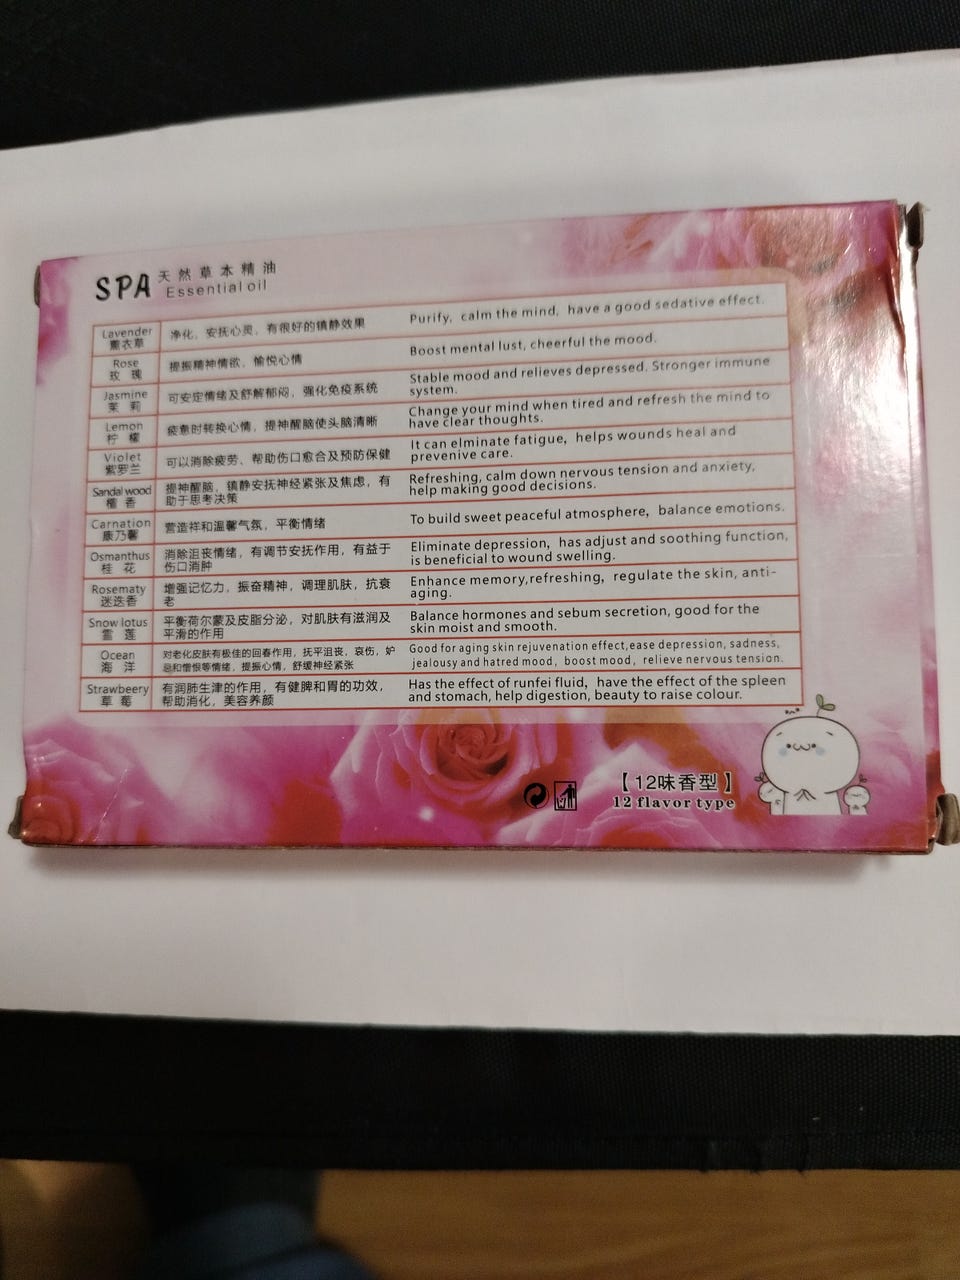 SPA 天然草本精油
Essential oil
Lavender
薰衣草
净化，安抚心灵，有很好的镇静效果
Purify, calm the mind, have a good sedative effect.
Rose
玫 瑰
提振精神情欲，愉悦心情
Boost mental lust, cheerful the mood.
Jasmine
茉 莉
可安定情绪及舒解郁闷，强化免疫系统
Stable mood and relieves depressed. Stronger immune
system.
Lemon
柠 檬
疲惫时转换心情，提神醒脑使头脑清晰
Change your mind when tired and refresh the mind to
have clear thoughts.
Violet
紫罗兰
可以消除疲劳、帮助伤口愈合及预防保健
It can elminate fatigue, helps wounds heal and
prevenive care.
Sandal wood
檀 香
提神醒脑，镇静安抚神经紧张及焦虑，有
助于思考决策
Refreshing, calm down nervous tension and anxiety,
help making good decisions.
Carnation
康乃馨
营造祥和温馨气氛，平衡情绪
To build sweet peaceful atmosphere, balance emotions.
Osmanthus
桂 花
消除沮丧情绪，有调节安抚作用，有益于
伤口消肿
Eliminate depression, has adjust and soothing function,
is beneficial to wound swelling.
Rosematy
迷迭香
增强记忆力，振奋精神，调理肌肤，抗衰
老
Enhance memory,refreshing, regulate the skin, anti-
aging.
Snow lotus
雪 莲
平衡荷尔蒙及皮脂分泌，对肌肤有滋润及
平滑的作用
Balance hormones and sebum secretion, good for the
skin moist and smooth.
Ocean
海 洋
对老化皮肤有极佳的回春作用，抚平沮丧，哀伤，妒
忌和憎恨等情绪，提振心情，舒缓神经紧张
Good for aging skin rejuvenation effect,ease depression, sadness,
jealousy and hatred mood, boost mood, relieve nervous tension.
Strawbeery
草 莓
有润肺生津的作用，有健脾和胃的功效，
帮助消化，美容养颜
Has the effect of runfei fluid, have the effect of the spleen
and stomach, help digestion, beauty to raise colour.
【12味香型】
12 flavor type